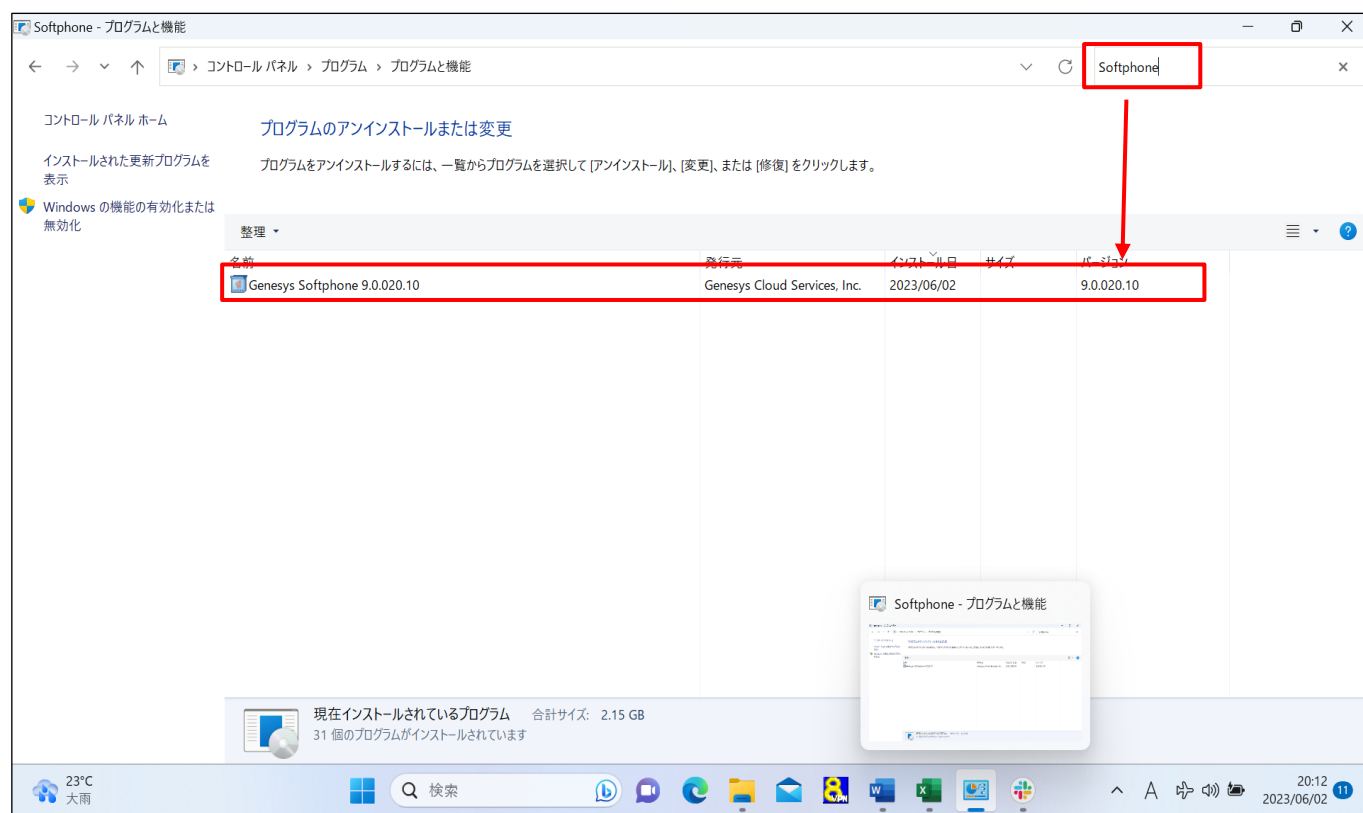 Softphone - プログラムと機能
コントロール パネル › プログラム › プログラムと機能
Softphone
コントロール パネル ホーム
インストールされた更新プログラムを
表示
Windows の機能の有効化または
無効化
プログラムのアンインストールまたは変更
プログラムをアンインストールするには、一覧からプログラムを選択して [アンインストール]、[変更]、または [修復] をクリックします。
整理
名前 発行元 インストール日 サイズ バージョン
Genesys Softphone 9.0.020.10 Genesys Cloud Services, Inc. 2023/06/02 9.0.020.10
Softphone - プログラムと機能
現在インストールされているプログラム 合計サイズ: 2.15 GB
31 個のプログラムがインストールされています
23°C
大雨
検索
A
20:12
2023/06/02
11